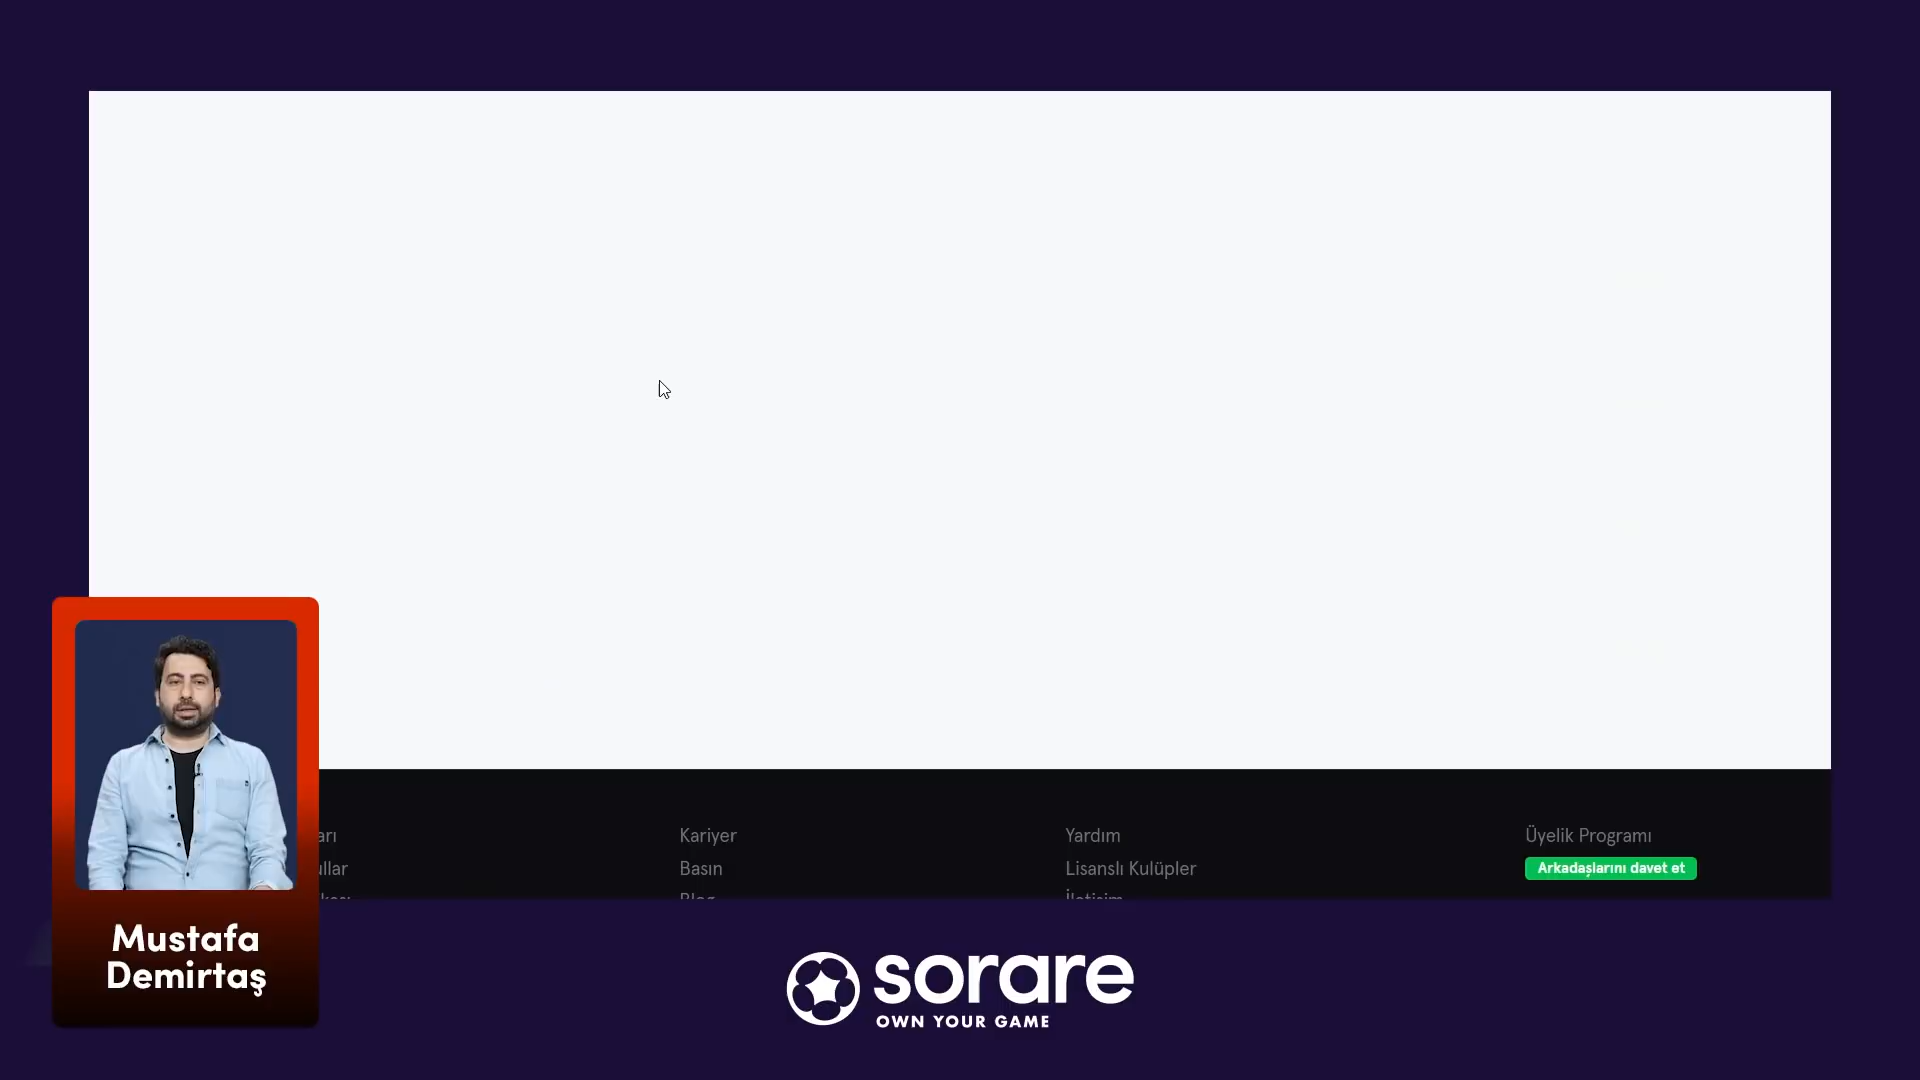 Kariyer
Yardım
Üyelik Programı
Basın
Lisanslı Kulüpler
Arkadaşlarını davet et
Mustafa
Demirtaş
sorare
OWN YOUR GAME